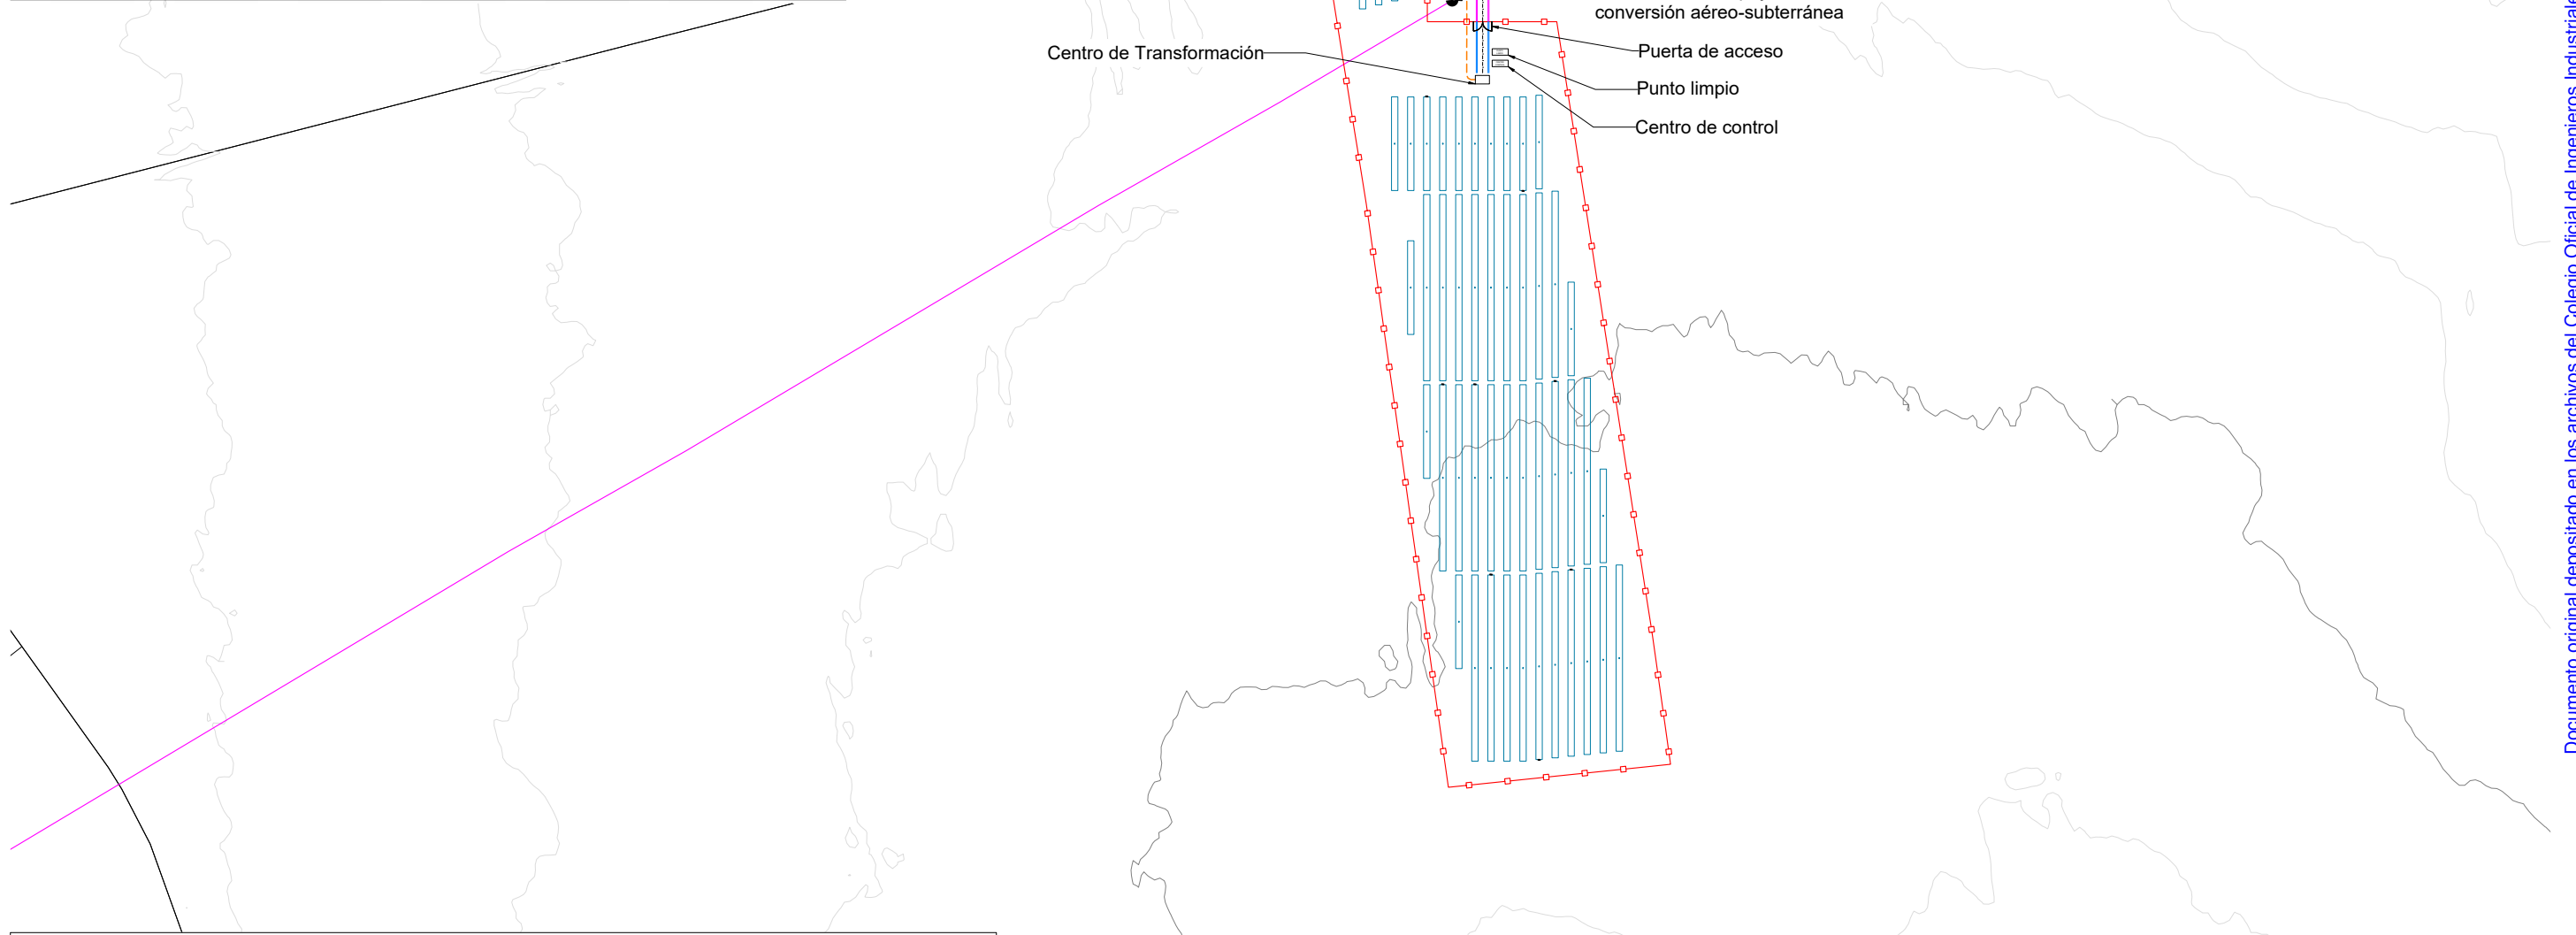 conversión aéreo-subterránea
Centro de Transformación
Puerta de acceso
Punto limpio
Centro de control
Documento original depositado en los archivos del Colegio Oficial de Ingenieros Industriales